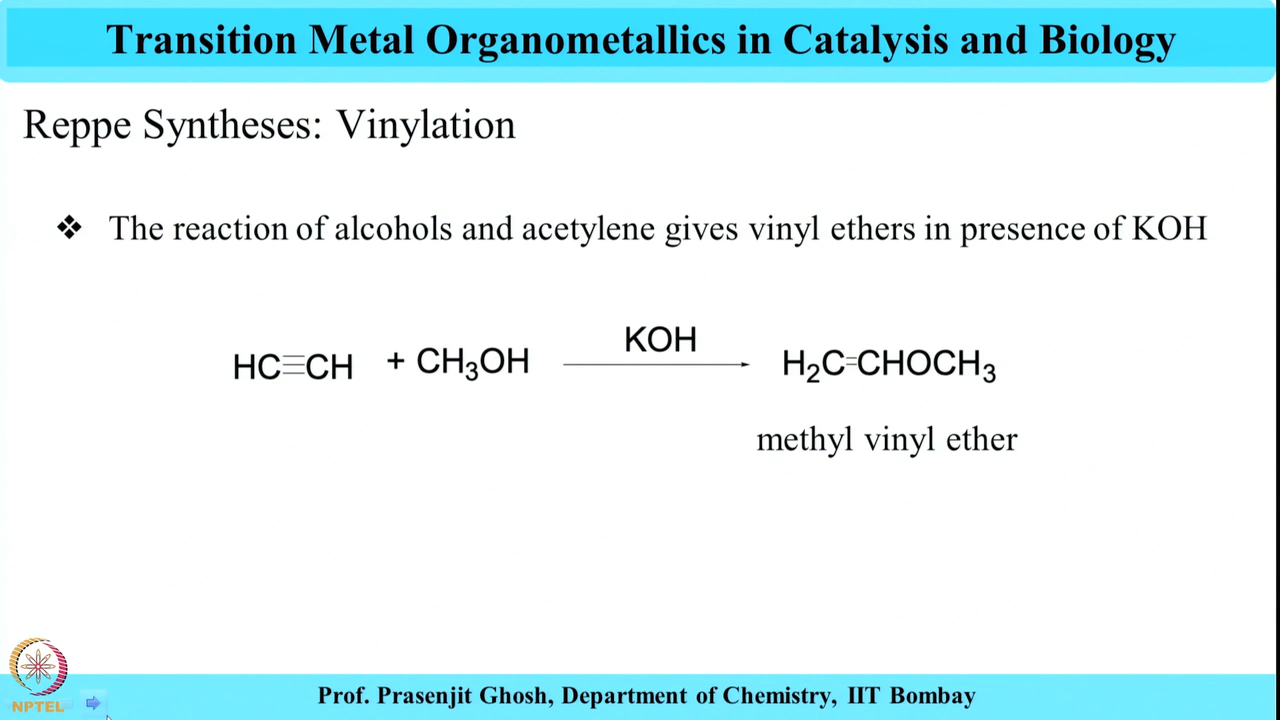 Transition Metal Organometallics in Catalysis and Biology
Reppe Syntheses: Vinylation
❖ The reaction of alcohols and acetylene gives vinyl ethers in presence of KOH
KOH
HC≡CH + CH₃OH H₂C=CHOCH₃
methyl vinyl ether
Prof. Prasenjit Ghosh, Department of Chemistry, IIT Bombay
NPTEL